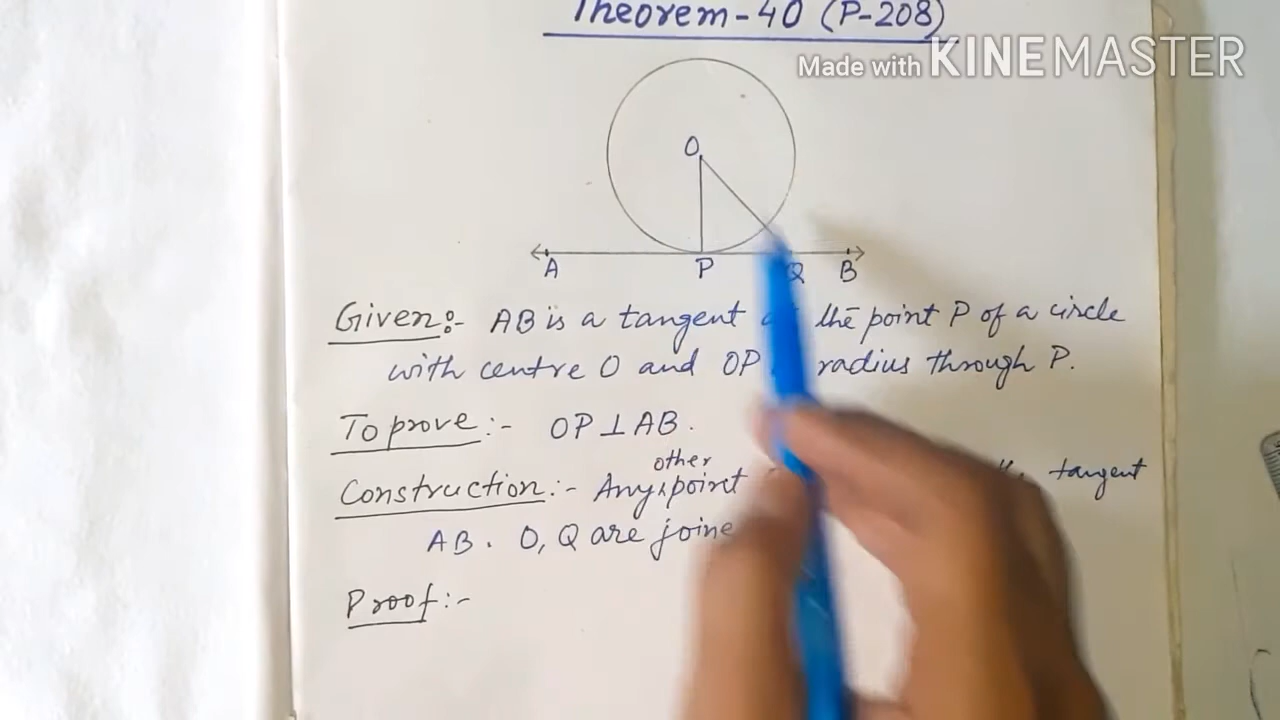 Theorem-40 (P-208)
Made with KINEMASTER
O
A P Q B
Given:- AB is a tangent the point P of a circle
with centre O and OP radius through P.
To prove:- OP⊥AB.
other
Construction:- Any point tangent
AB. O, Q are
Proof:-